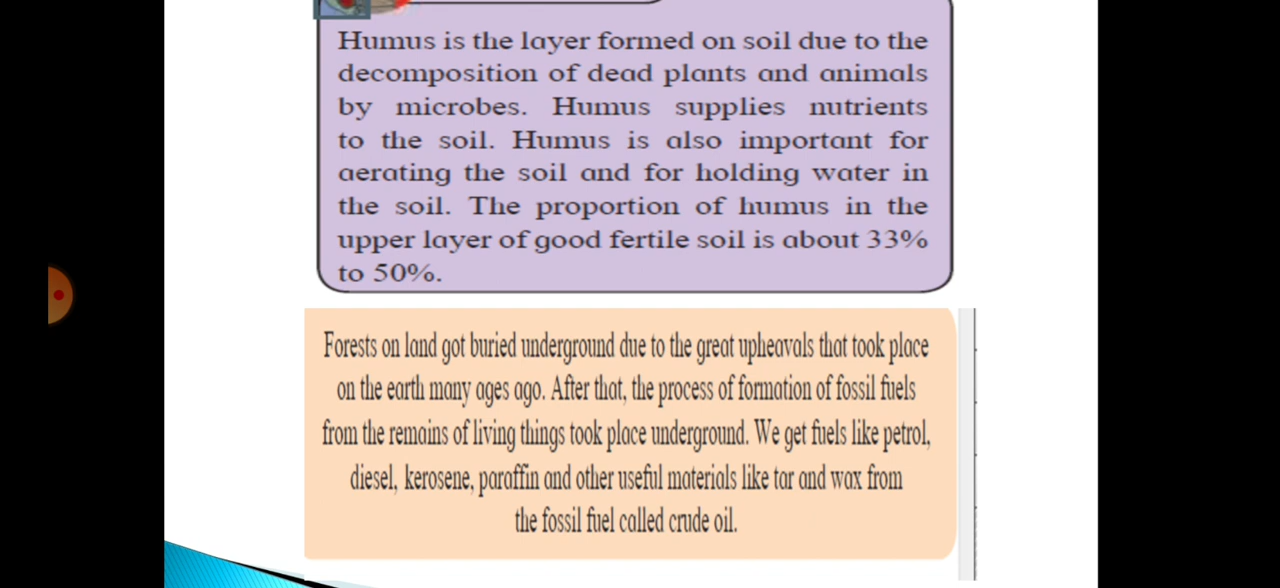 Humus is the layer formed on soil due to the
decomposition of dead plants and animals
by microbes. Humus supplies nutrients
to the soil. Humus is also important for
aerating the soil and for holding water in
the soil. The proportion of humus in the
upper layer of good fertile soil is about 33%
to 50%.
Forests on land got buried underground due to the great upheavals that took place
on the earth many ages ago. After that, the process of formation of fossil fuels
from the remains of living things took place underground. We get fuels like petrol,
diesel, kerosene, paraffin and other useful materials like tar and wax from
the fossil fuel called crude oil.